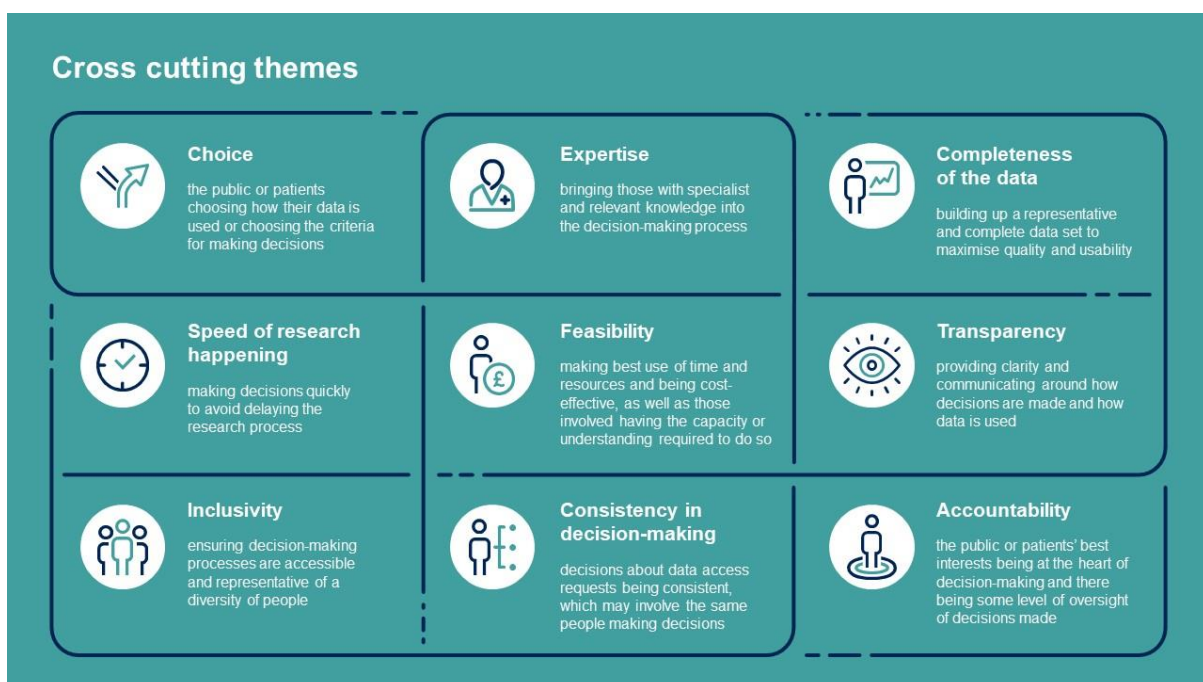 Cross cutting themes
Choice
the public or patients
choosing how their data is
used or choosing the criteria
for making decisions
Expertise
bringing those with specialist
and relevant knowledge into
the decision-making process
Completeness
of the data
building up a representative
and complete data set to
maximise quality and usability
Speed of research
happening
making decisions quickly
to avoid delaying the
research process
Feasibility
making best use of time and
resources and being cost-
effective, as well as those
involved having the capacity or
understanding required to do so
Transparency
providing clarity and
communicating around how
decisions are made and how
data is used
Inclusivity
ensuring decision-making
processes are accessible
and representative of a
diversity of people
Consistency in
decision-making
decisions about data access
requests being consistent,
which may involve the same
people making decisions
Accountability
the public or patients’ best
interests being at the heart of
decision-making and there
being some level of oversight
of decisions made
£